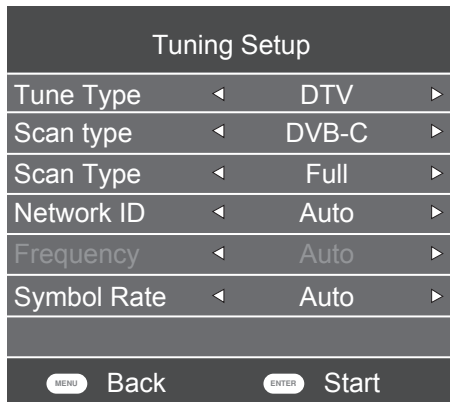 Tuning Setup
Tune Type DTV
Scan type DVB-C
Scan Type Full
Network ID Auto
Frequency Auto
Symbol Rate Auto
MENU Back ENTER Start